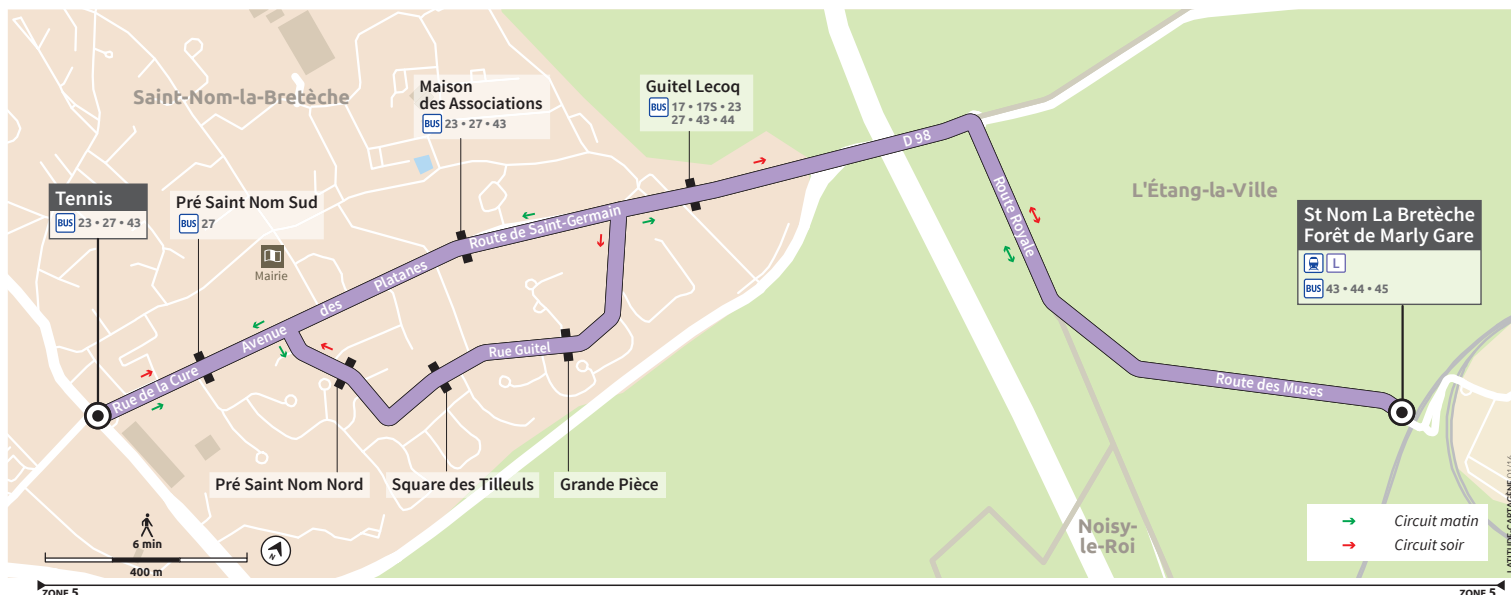 Saint-Nom-la-Bretèche
Maison
des Associations
BUS 23 • 27 • 43
Guitel Lecoq
BUS 17 • 17S • 23
27 • 43 • 44
D 98
Tennis
BUS 23 • 27 • 43
Pré Saint Nom Sud
BUS 27
Mairie
Route de Saint-Germain
Route Royale
L'Étang-la-Ville
St Nom La Bretèche
Forêt de Marly Gare
L
BUS 43 • 44 • 45
Rue de la Cure
Avenue des Platanes
Rue Guitel
Route des Muses
Pré Saint Nom Nord
Square des Tilleuls
Grande Pièce
Noisy-
le-Roi
6 min
400 m
N
Circuit matin
Circuit soir
LATITUDE-CARTAGÈNE
ZONE 5
ZONE 5